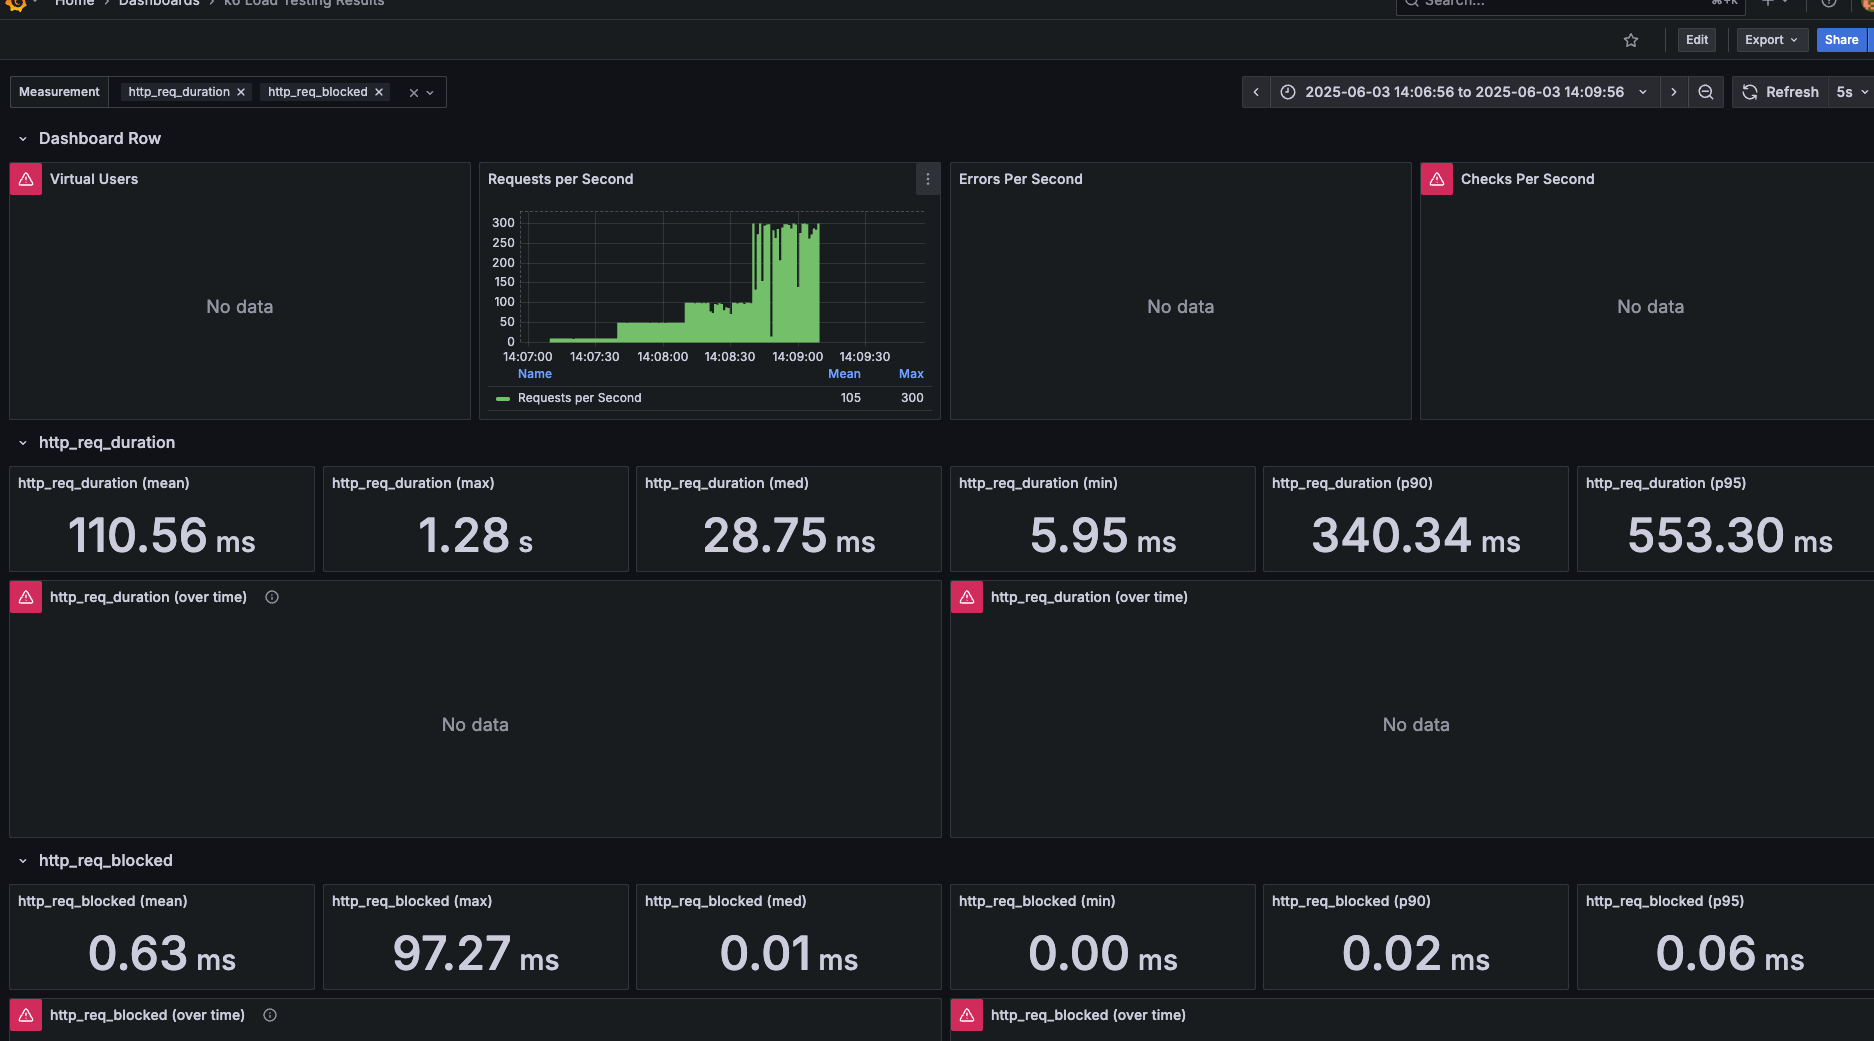 Home › Dashboards › k6 Load Testing Results
Search... ⌘+k
Edit Export Share
Measurement http_req_duration × http_req_blocked ×
2025-06-03 14:06:56 to 2025-06-03 14:09:56 Refresh 5s
Dashboard Row
Virtual Users
No data
Requests per Second
300
250
200
150
100
50
0
14:07:00 14:07:30 14:08:00 14:08:30 14:09:00 14:09:30
Name Mean Max
Requests per Second 105 300
Errors Per Second
No data
Checks Per Second
No data
http_req_duration
http_req_duration (mean)
110.56 ms
http_req_duration (max)
1.28 s
http_req_duration (med)
28.75 ms
http_req_duration (min)
5.95 ms
http_req_duration (p90)
340.34 ms
http_req_duration (p95)
553.30 ms
http_req_duration (over time)
No data
http_req_duration (over time)
No data
http_req_blocked
http_req_blocked (mean)
0.63 ms
http_req_blocked (max)
97.27 ms
http_req_blocked (med)
0.01 ms
http_req_blocked (min)
0.00 ms
http_req_blocked (p90)
0.02 ms
http_req_blocked (p95)
0.06 ms
http_req_blocked (over time)
http_req_blocked (over time)